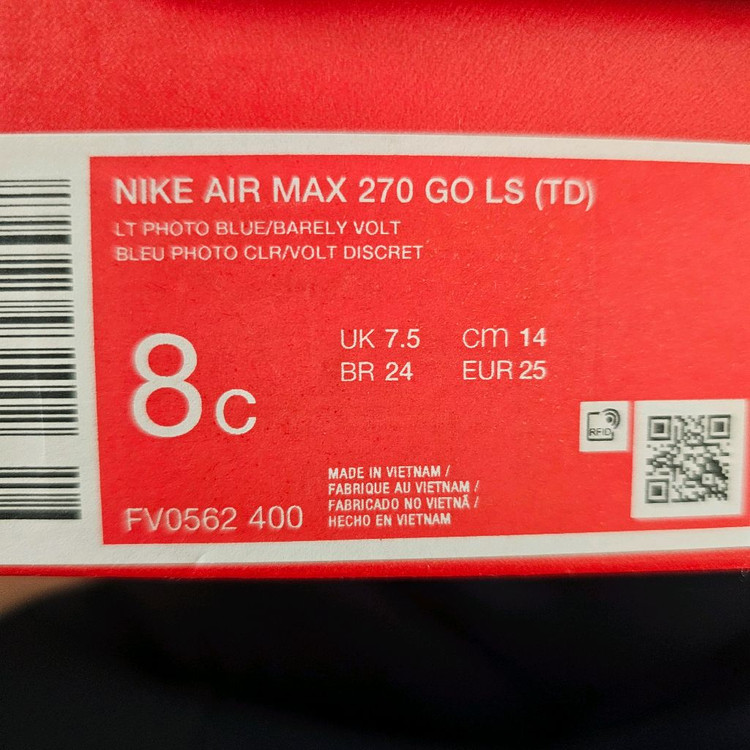 NIKE AIR MAX 270 GO LS (TD)
LT PHOTO BLUE/BARELY VOLT
BLEU PHOTO CLR/VOLT DISCRET
8C
UK 7.5 cm 14
BR 24 EUR 25
RFID
MADE IN VIETNAM /
FABRIQUE AU VIETNAM /
FABRICADO NO VIETNÃ /
HECHO EN VIETNAM
FV0562 400